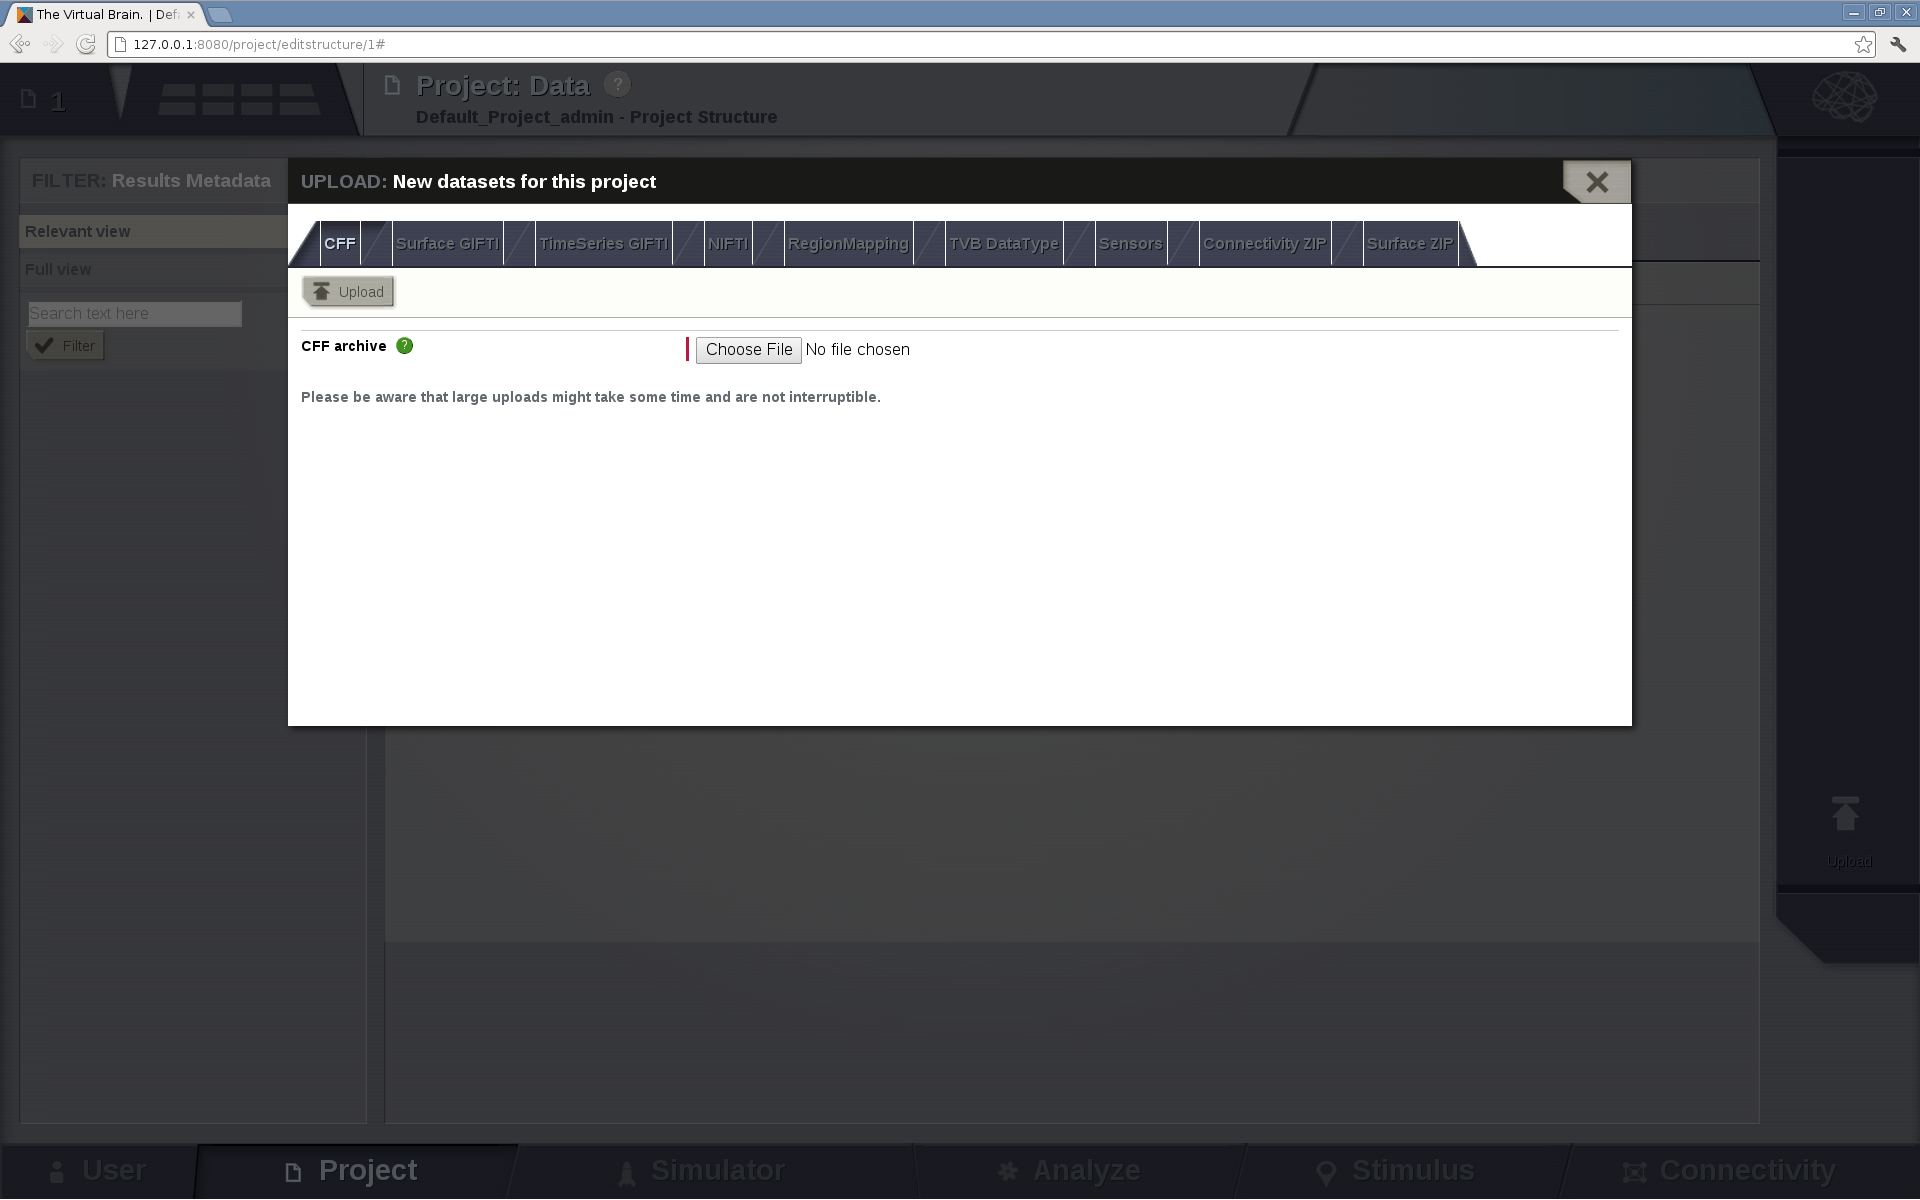 The Virtual Brain. | Defa
127.0.0.1:8080/project/editstructure/1#
1
Project: Data ?
Default_Project_admin - Project Structure
FILTER: Results Metadata
Relevant view
Full view
Search text here
Filter
UPLOAD: New datasets for this project
CFF Surface GIFTI TimeSeries GIFTI NIFTI RegionMapping TVB DataType Sensors Connectivity ZIP Surface ZIP
Upload
CFF archive ? Choose File No file chosen
Please be aware that large uploads might take some time and are not interruptible.
Upload
User Project Simulator Analyze Stimulus Connectivity